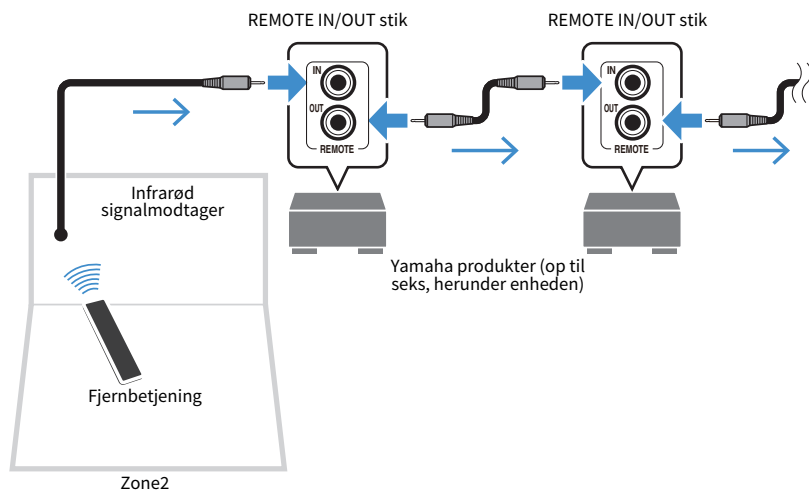 REMOTE IN/OUT stik
REMOTE IN/OUT stik
IN
OUT
REMOTE
IN
OUT
REMOTE
Infrarød
signalmodtager
Yamaha produkter (op til
seks, herunder enheden)
Fjernbetjening
Zone2